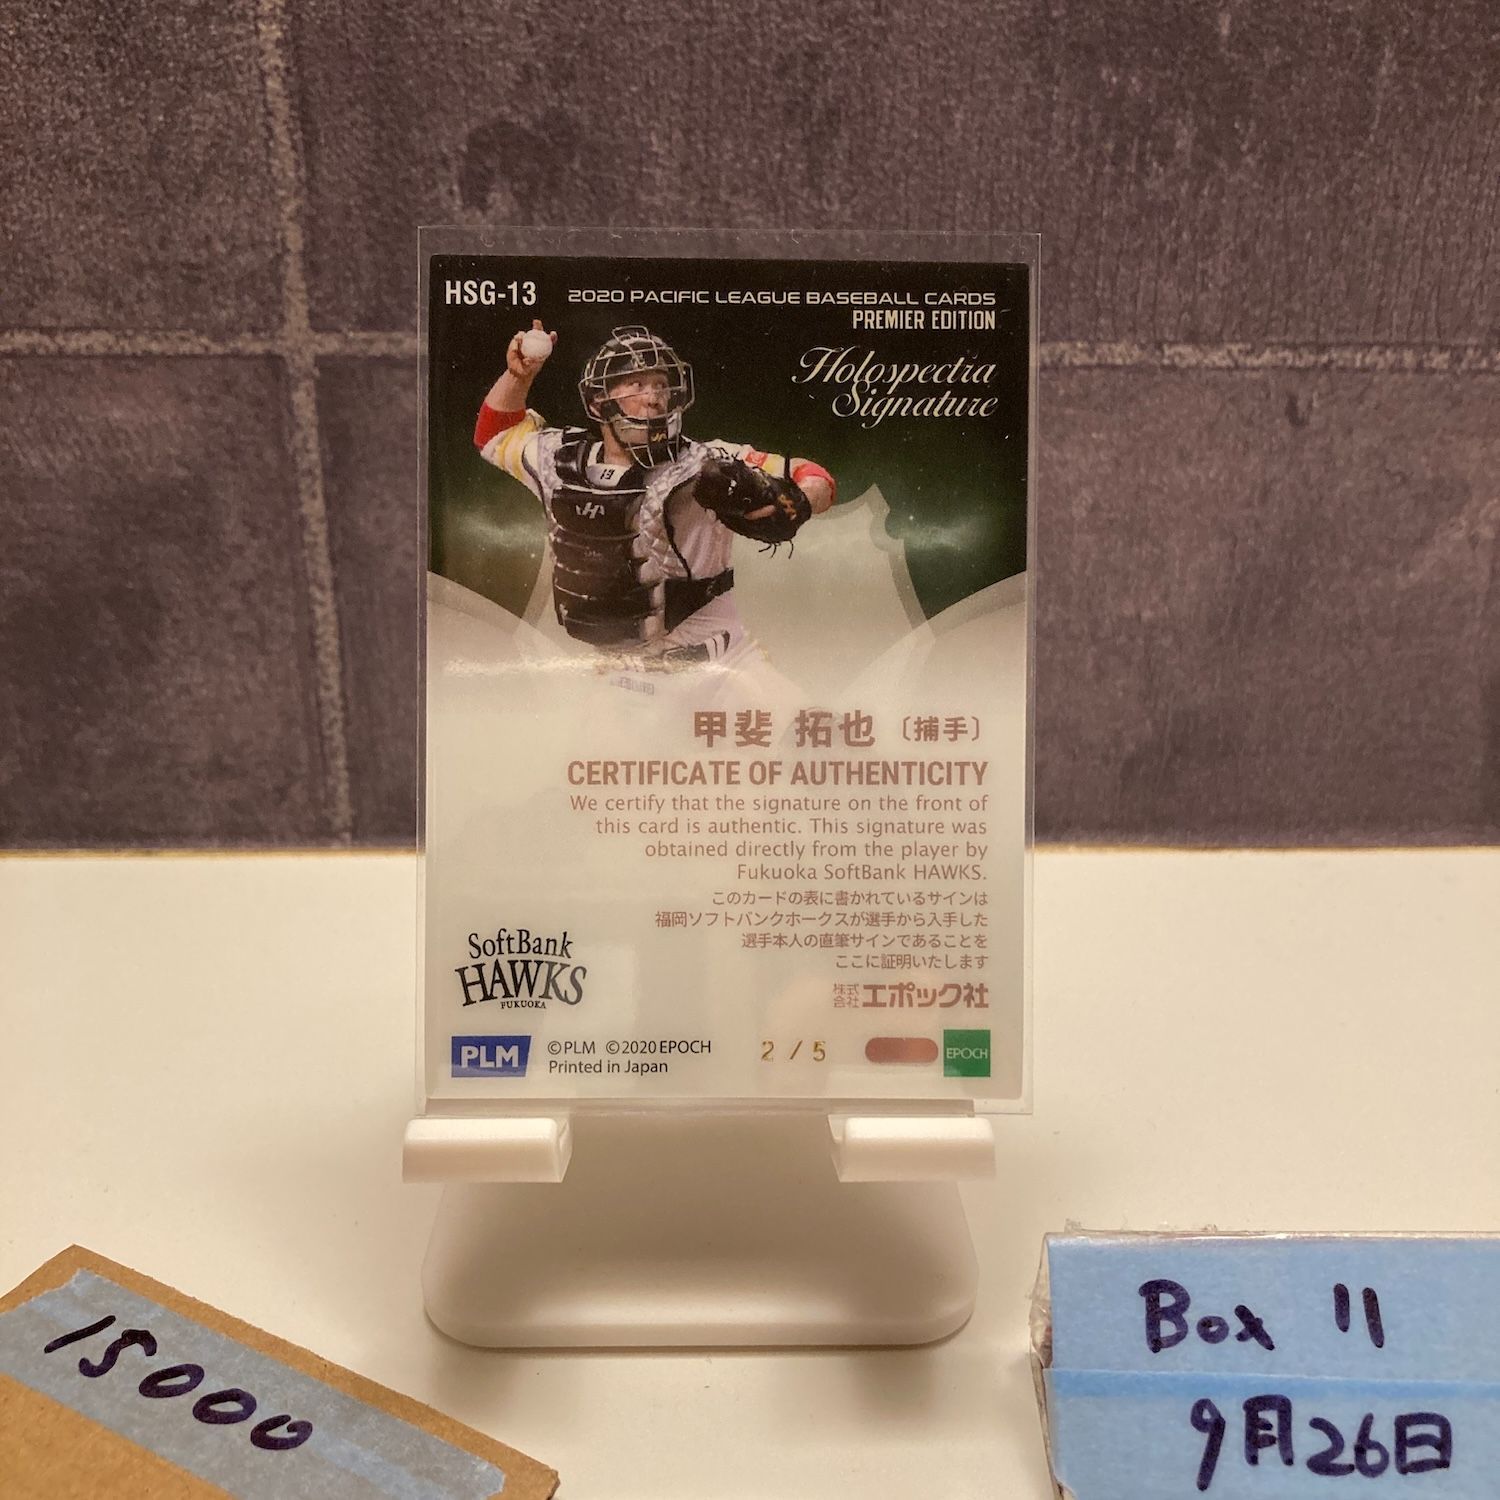 HSG-13
2020 PACIFIC LEAGUE BASEBALL CARDS
PREMIER EDITION
Holospectra
Signature
甲斐 拓也〔捕手〕
CERTIFICATE OF AUTHENTICITY
We certify that the signature on the front of
this card is authentic. This signature was
obtained directly from the player by
Fukuoka SoftBank HAWKS.
このカードの表に書かれているサインは
福岡ソフトバンクホークスが選手から入手した
選手本人の直筆サインであることを
ここに証明いたします
株式会社エポック社
SoftBank
HAWKS
FUKUOKA
PLM
©PLM ©2020 EPOCH
Printed in Japan
2 / 5
EPOCH
15000
Box 11
9月26日